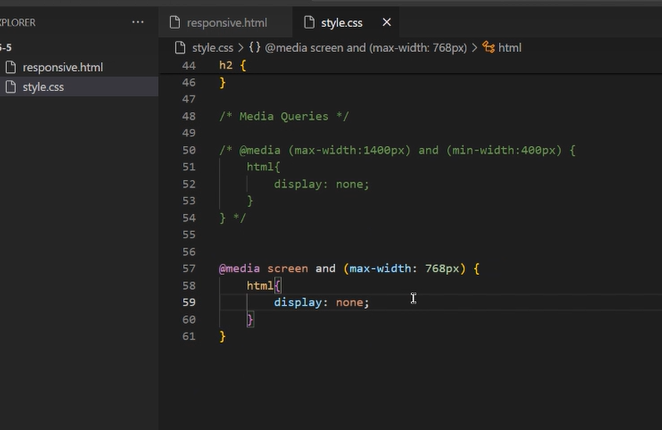 EXPLORER
...
responsive.html
style.css
5-5
responsive.html
style.css
style.css > {} @media screen and (max-width: 768px) > html
44 h2 {
46 }
47
48 /* Media Queries */
49
50 /* @media (max-width:1400px) and (min-width:400px) {
51 html{
52 display: none;
53 }
54 } */
55
56
57 @media screen and (max-width: 768px) {
58 html{
59 display: none;
60 }
61 }